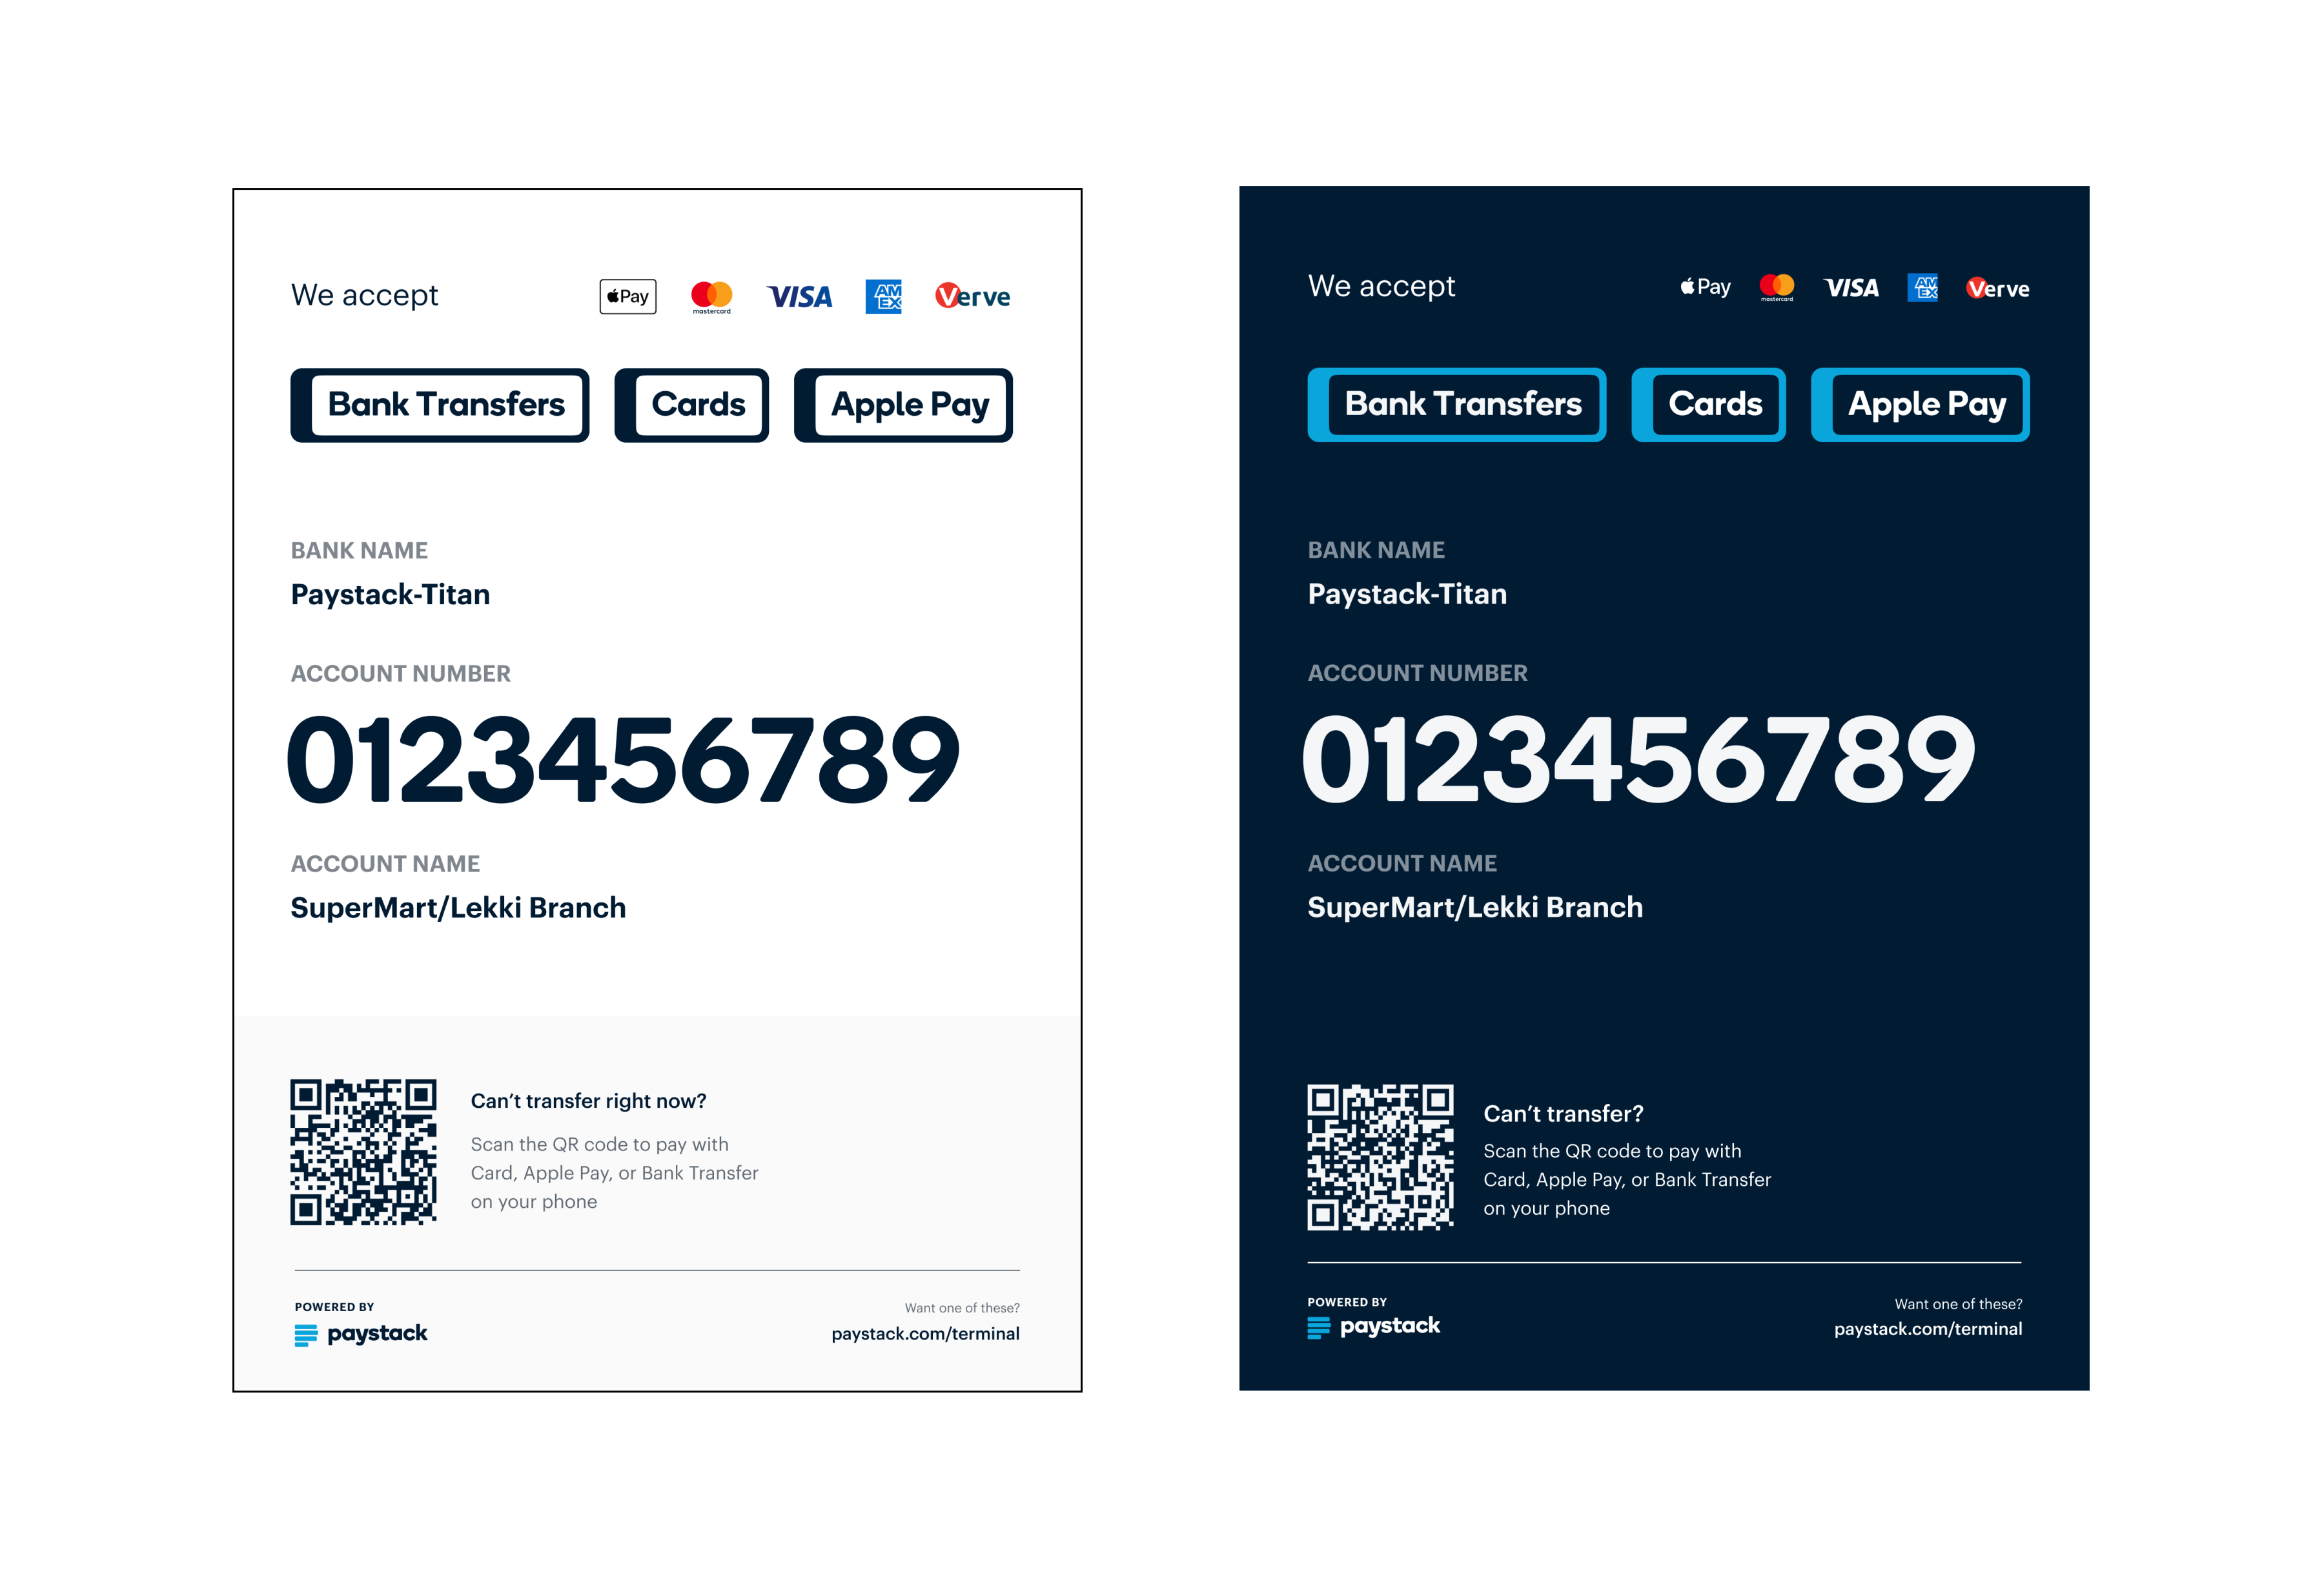 We accept
Pay mastercard VISA AM EX Verve
Bank Transfers Cards Apple Pay
BANK NAME
Paystack-Titan
ACCOUNT NUMBER
0123456789
ACCOUNT NAME
SuperMart/Lekki Branch
Can’t transfer right now?
Scan the QR code to pay with
Card, Apple Pay, or Bank Transfer
on your phone
POWERED BY
paystack
Want one of these?
paystack.com/terminal
We accept
Pay mastercard VISA AM EX Verve
Bank Transfers Cards Apple Pay
BANK NAME
Paystack-Titan
ACCOUNT NUMBER
0123456789
ACCOUNT NAME
SuperMart/Lekki Branch
Can’t transfer?
Scan the QR code to pay with
Card, Apple Pay, or Bank Transfer
on your phone
POWERED BY
paystack
Want one of these?
paystack.com/terminal